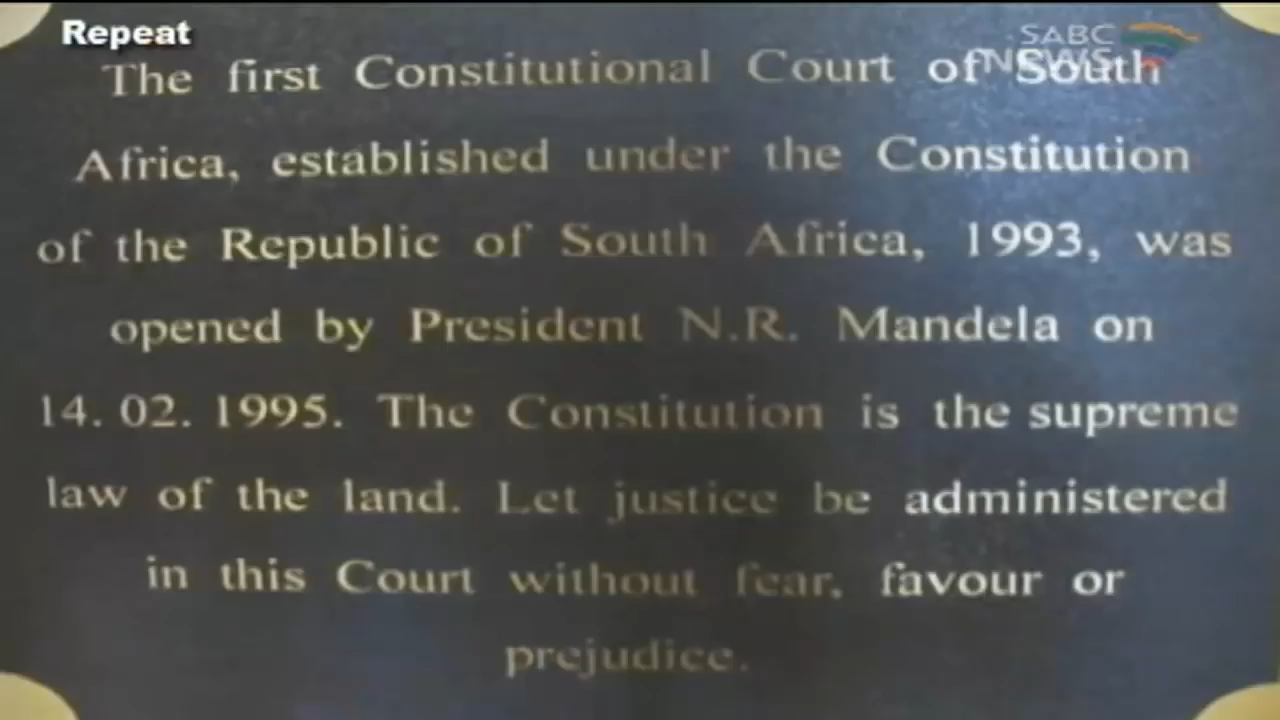 Repeat
SABC
NEWS
The first Constitutional Court of South
Africa, established under the Constitution
of the Republic of South Africa, 1993, was
opened by President N.R. Mandela on
14. 02. 1995. The Constitution is the supreme
law of the land. Let justice be administered
in this Court without fear, favour or
prejudice.